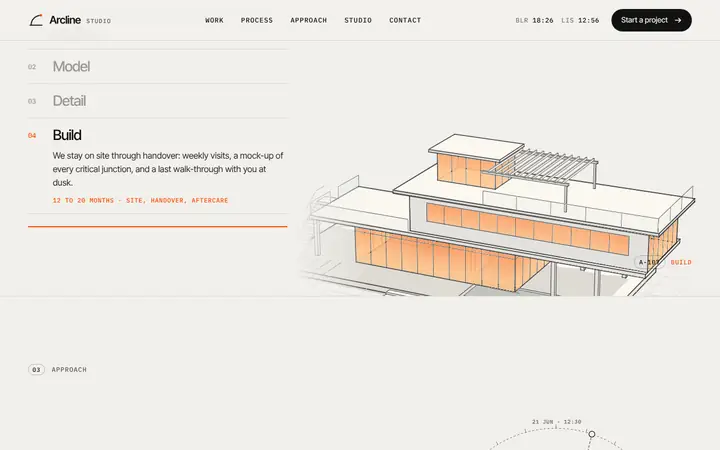 Arcline STUDIO
WORK PROCESS APPROACH STUDIO CONTACT
BLR 18:26 LIS 12:56
Start a project →
02 Model
03 Detail
04 Build
We stay on site through handover: weekly visits, a mock-up of
every critical junction, and a last walk-through with you at
dusk.
12 TO 20 MONTHS · SITE, HANDOVER, AFTERCARE
BUILD
03 APPROACH
21 JUN · 12:30